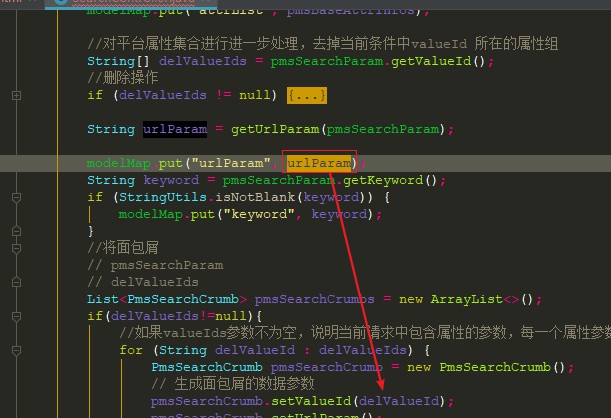 modelMap.put("attrList", pmsBaseAttrInfos);
//对平台属性集合进行进一步处理，去掉当前条件中valueId 所在的属性组
String[] delValueIds = pmsSearchParam.getValueId();
//删除操作
if (delValueIds != null) {...}
String urlParam = getUrlParam(pmsSearchParam);
modelMap.put("urlParam", urlParam);
String keyword = pmsSearchParam.getKeyword();
if (StringUtils.isNotBlank(keyword)) {
modelMap.put("keyword", keyword);
}
//将面包屑
// pmsSearchParam
// delValueIds
List<PmsSearchCrumb> pmsSearchCrumbs = new ArrayList<>();
if(delValueIds!=null){
//如果valueIds参数不为空，说明当前请求中包含属性的参数，每一个属性参数
for (String delValueId : delValueIds) {
PmsSearchCrumb pmsSearchCrumb = new PmsSearchCrumb();
// 生成面包屑的数据参数
pmsSearchCrumb.setValueId(delValueId);